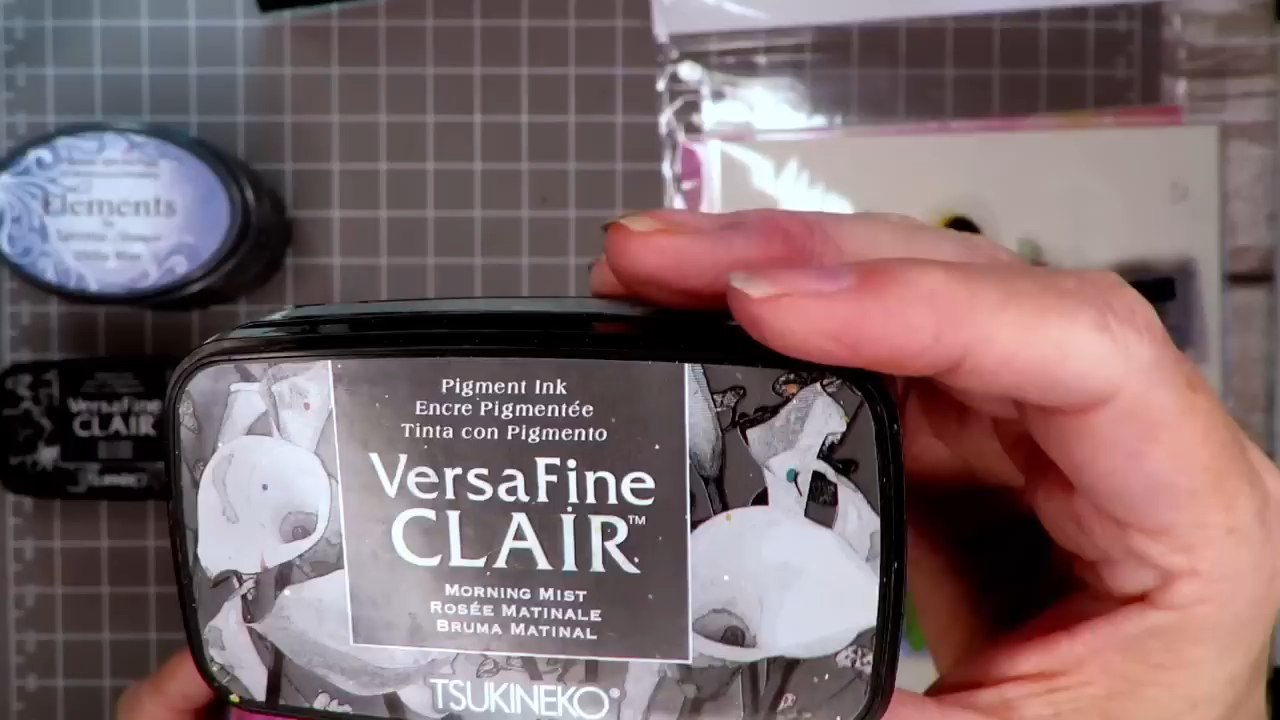 Elements
VersaFine
CLAIR
Pigment Ink
Encre Pigmentée
Tinta con Pigmento
VersaFine
CLAIR™
MORNING MIST
ROSÉE MATINALE
BRUMA MATINAL
TSUKINEKO®